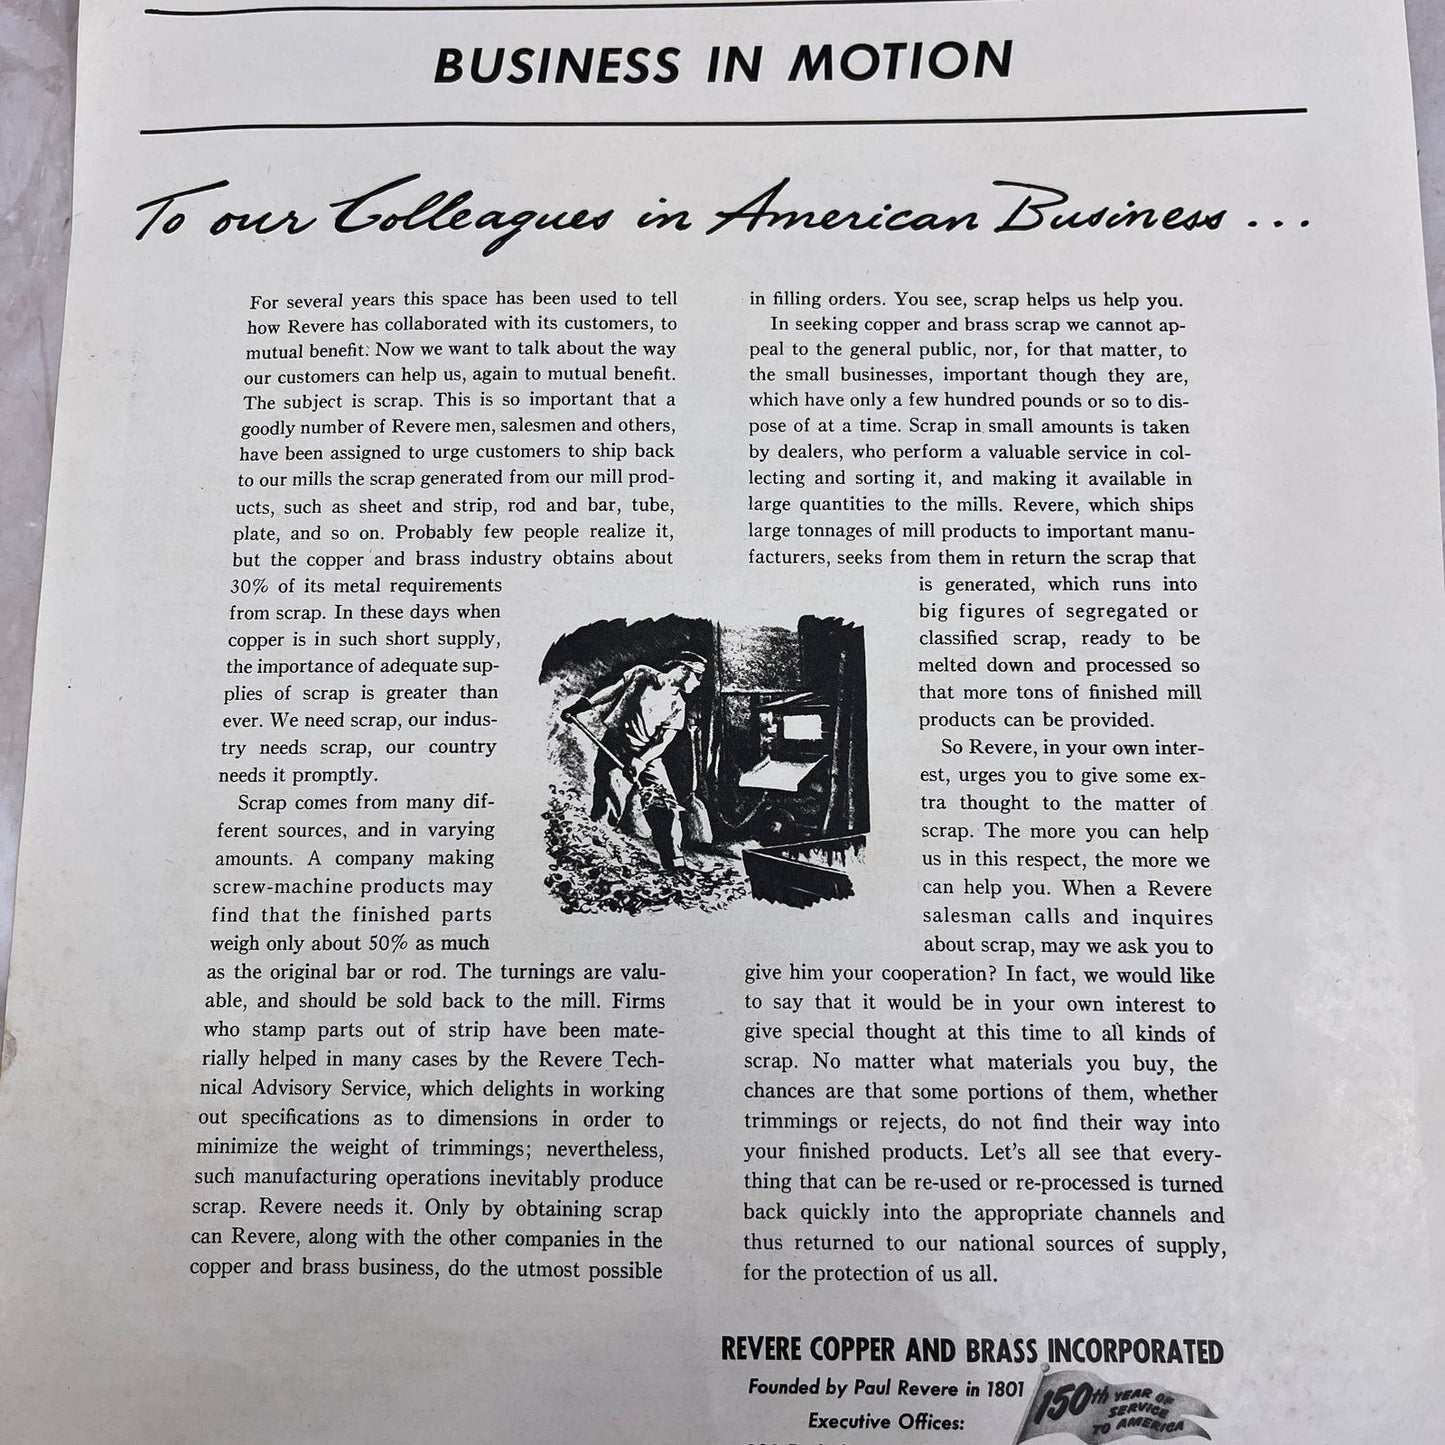 BUSINESS IN MOTION
To our Colleagues in American Business ...
For several years this space has been used to tell
how Revere has collaborated with its customers, to
mutual benefit. Now we want to talk about the way
our customers can help us, again to mutual benefit.
The subject is scrap. This is so important that a
goodly number of Revere men, salesmen and others,
have been assigned to urge customers to ship back
to our mills the scrap generated from our mill prod-
ucts, such as sheet and strip, rod and bar, tube,
plate, and so on. Probably few people realize it,
but the copper and brass industry obtains about
30% of its metal requirements
from scrap. In these days when
copper is in such short supply,
the importance of adequate sup-
plies of scrap is greater than
ever. We need scrap, our indus-
try needs scrap, our country
needs it promptly.
Scrap comes from many dif-
ferent sources, and in varying
amounts. A company making
screw-machine products may
find that the finished parts
weigh only about 50% as much
as the original bar or rod. The turnings are valu-
able, and should be sold back to the mill. Firms
who stamp parts out of strip have been mate-
rially helped in many cases by the Revere Tech-
nical Advisory Service, which delights in working
out specifications as to dimensions in order to
minimize the weight of trimmings; nevertheless,
such manufacturing operations inevitably produce
scrap. Revere needs it. Only by obtaining scrap
can Revere, along with the other companies in the
copper and brass business, do the utmost possible
in filling orders. You see, scrap helps us help you.
In seeking copper and brass scrap we cannot ap-
peal to the general public, nor, for that matter, to
the small businesses, important though they are,
which have only a few hundred pounds or so to dis-
pose of at a time. Scrap in small amounts is taken
by dealers, who perform a valuable service in col-
lecting and sorting it, and making it available in
large quantities to the mills. Revere, which ships
large tonnages of mill products to important manu-
facturers, seeks from them in return the scrap that
is generated, which runs into
big figures of segregated or
classified scrap, ready to be
melted down and processed so
that more tons of finished mill
products can be provided.
So Revere, in your own inter-
est, urges you to give some ex-
tra thought to the matter of
scrap. The more you can help
us in this respect, the more we
can help you. When a Revere
salesman calls and inquires
about scrap, may we ask you to
give him your cooperation? In fact, we would like
to say that it would be in your own interest to
give special thought at this time to all kinds of
scrap. No matter what materials you buy, the
chances are that some portions of them, whether
trimmings or rejects, do not find their way into
your finished products. Let's all see that every-
thing that can be re-used or re-processed is turned
back quickly into the appropriate channels and
thus returned to our national sources of supply,
for the protection of us all.
REVERE COPPER AND BRASS INCORPORATED
Founded by Paul Revere in 1801
Executive Offices:
150th YEAR OF
SERVICE
TO AMERICA